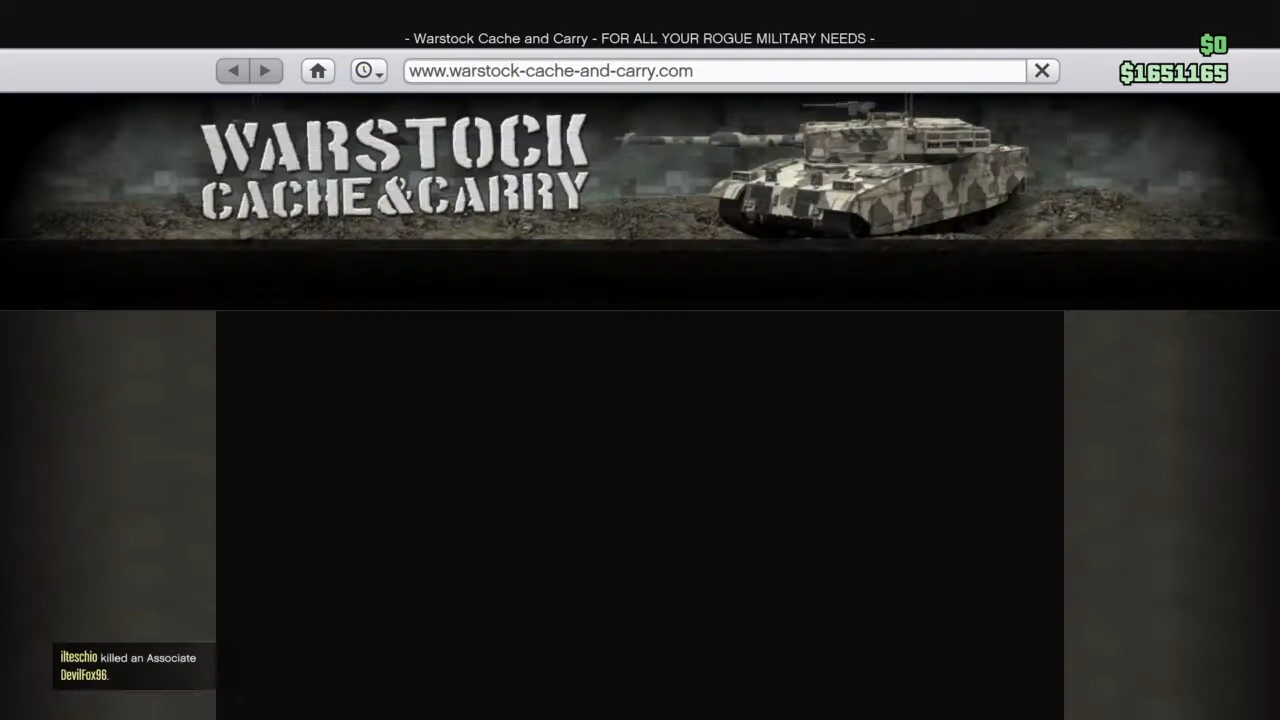 - Warstock Cache and Carry - FOR ALL YOUR ROGUE MILITARY NEEDS -
$0
www.warstock-cache-and-carry.com
$1651165
WARSTOCK
CACHE&CARRY
ilteschio killed an Associate
DevilFox96.